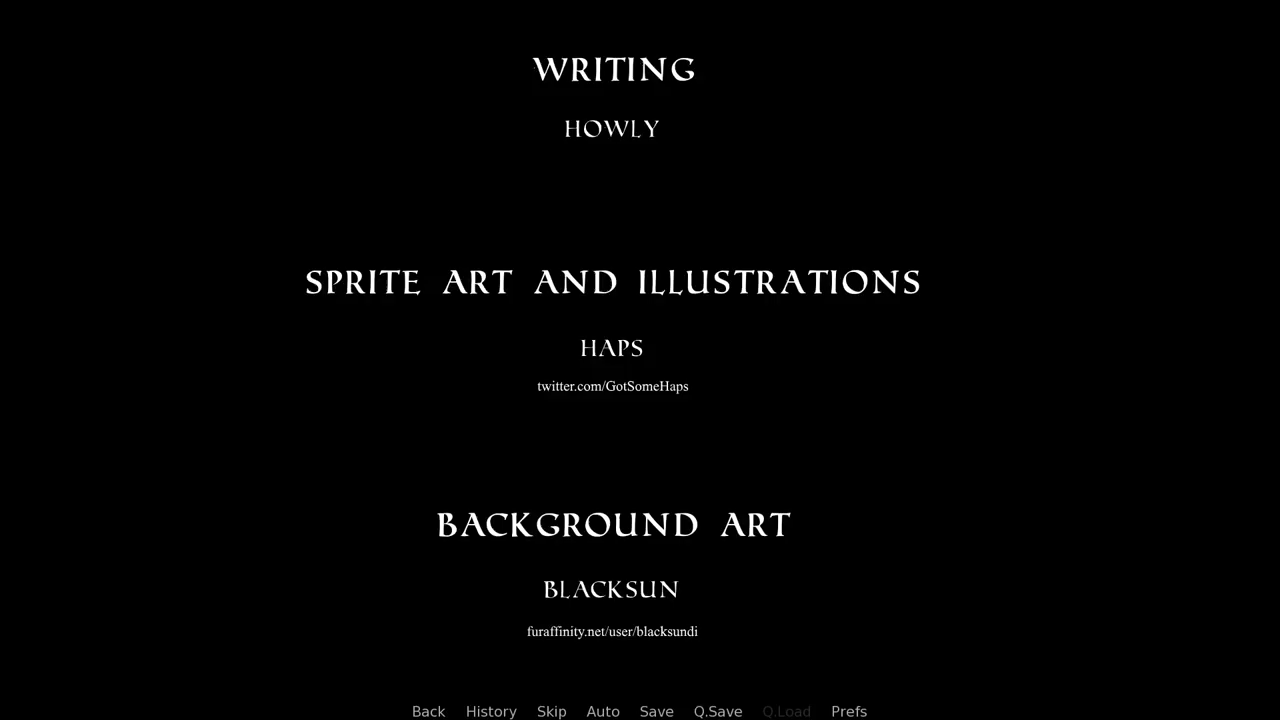 WRITING
HOWLY
SPRITE ART AND ILLUSTRATIONS
HAPS
twitter.com/GotSomeHaps
BACKGROUND ART
BLACKSUN
furaffinity.net/user/blacksundi
Back History Skip Auto Save Q.Save Q.Load Prefs